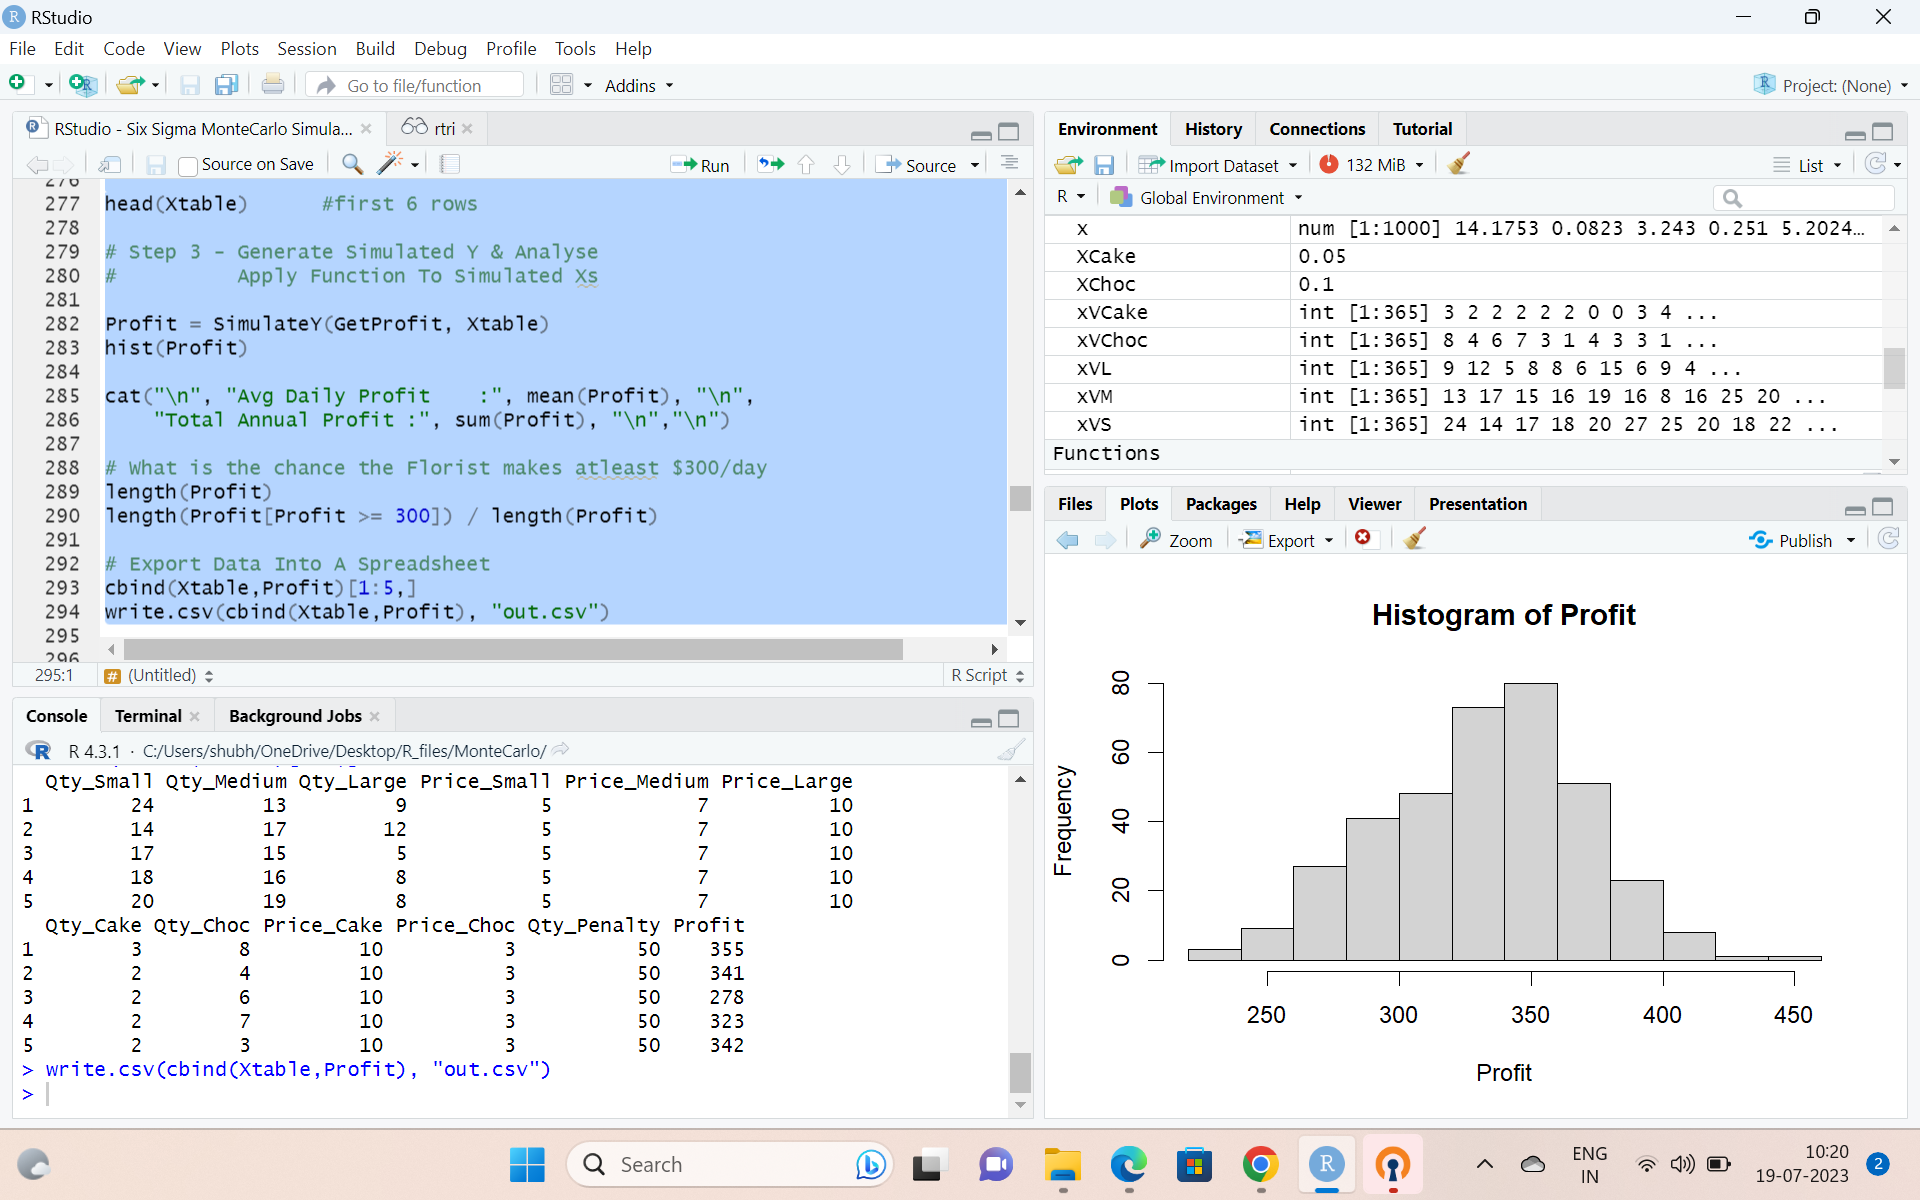 RStudio
File Edit Code View Plots Session Build Debug Profile Tools Help
Go to file/function Addins Project: (None)
RStudio - Six Sigma MonteCarlo Simula... rtri
Source on Save Run Source
276
277 head(Xtable)      #first 6 rows
278
279 # Step 3 - Generate Simulated Y & Analyse
280 #          Apply Function To Simulated Xs
281
282 Profit = SimulateY(GetProfit, Xtable)
283 hist(Profit)
284
285 cat("\n", "Avg Daily Profit    :", mean(Profit), "\n",
286     "Total Annual Profit :", sum(Profit), "\n","\n")
287
288 # What is the chance the Florist makes atleast $300/day
289 length(Profit)
290 length(Profit[Profit >= 300]) / length(Profit)
291
292 # Export Data Into A Spreadsheet
293 cbind(Xtable,Profit)[1:5,]
294 write.csv(cbind(Xtable,Profit), "out.csv")
295
296
295:1 # (Untitled) R Script
Console Terminal Background Jobs
R R 4.3.1 · C:/Users/shubh/OneDrive/Desktop/R_files/MonteCarlo/
Qty_Small Qty_Medium Qty_Large Price_Small Price_Medium Price_Large
1 24 13 9 5 7 10
2 14 17 12 5 7 10
3 17 15 5 5 7 10
4 18 16 8 5 7 10
5 20 19 8 5 7 10
Qty_Cake Qty_Choc Price_Cake Price_Choc Qty_Penalty Profit
1 3 8 10 3 50 355
2 2 4 10 3 50 341
3 2 6 10 3 50 278
4 2 7 10 3 50 323
5 2 3 10 3 50 342
> write.csv(cbind(Xtable,Profit), "out.csv")
>
Environment History Connections Tutorial
Import Dataset 132 MiB List
R Global Environment
x num [1:1000] 14.1753 0.0823 3.243 0.251 5.2024...
XCake 0.05
XChoc 0.1
xVCake int [1:365] 3 2 2 2 2 2 0 0 3 4 ...
xVChoc int [1:365] 8 4 6 7 3 1 4 3 3 1 ...
xVL int [1:365] 9 12 5 8 8 6 15 6 9 4 ...
xVM int [1:365] 13 17 15 16 19 16 8 16 25 20 ...
xVS int [1:365] 24 14 17 18 20 27 25 20 18 22 ...
Functions
Files Plots Packages Help Viewer Presentation
Zoom Export Publish
Histogram of Profit
Frequency
80
60
40
20
0
250 300 350 400 450
Profit
Search
R
ENG
IN
10:20
19-07-2023
2